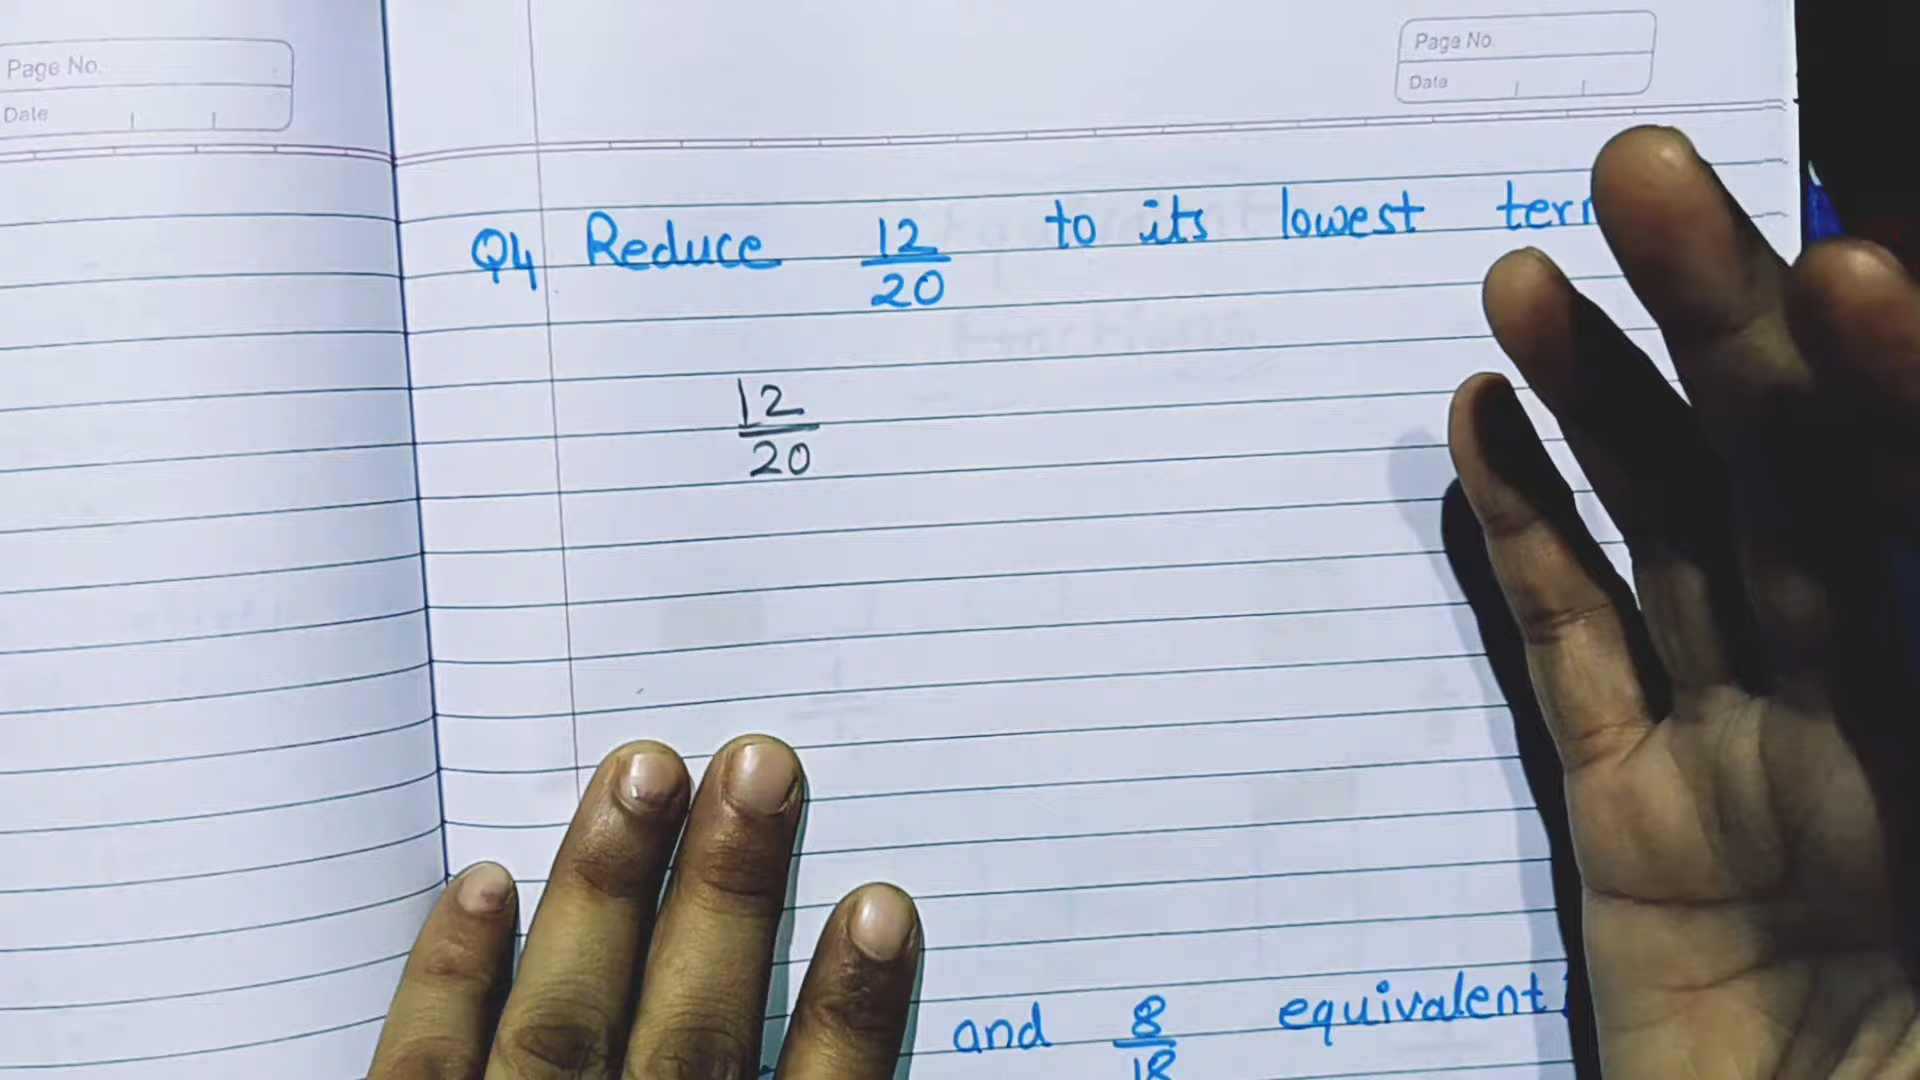 Page No.
Date
Page No.
Date
Q4 Reduce 12/20 to its lowest
12/20
and 8/18 equivalent